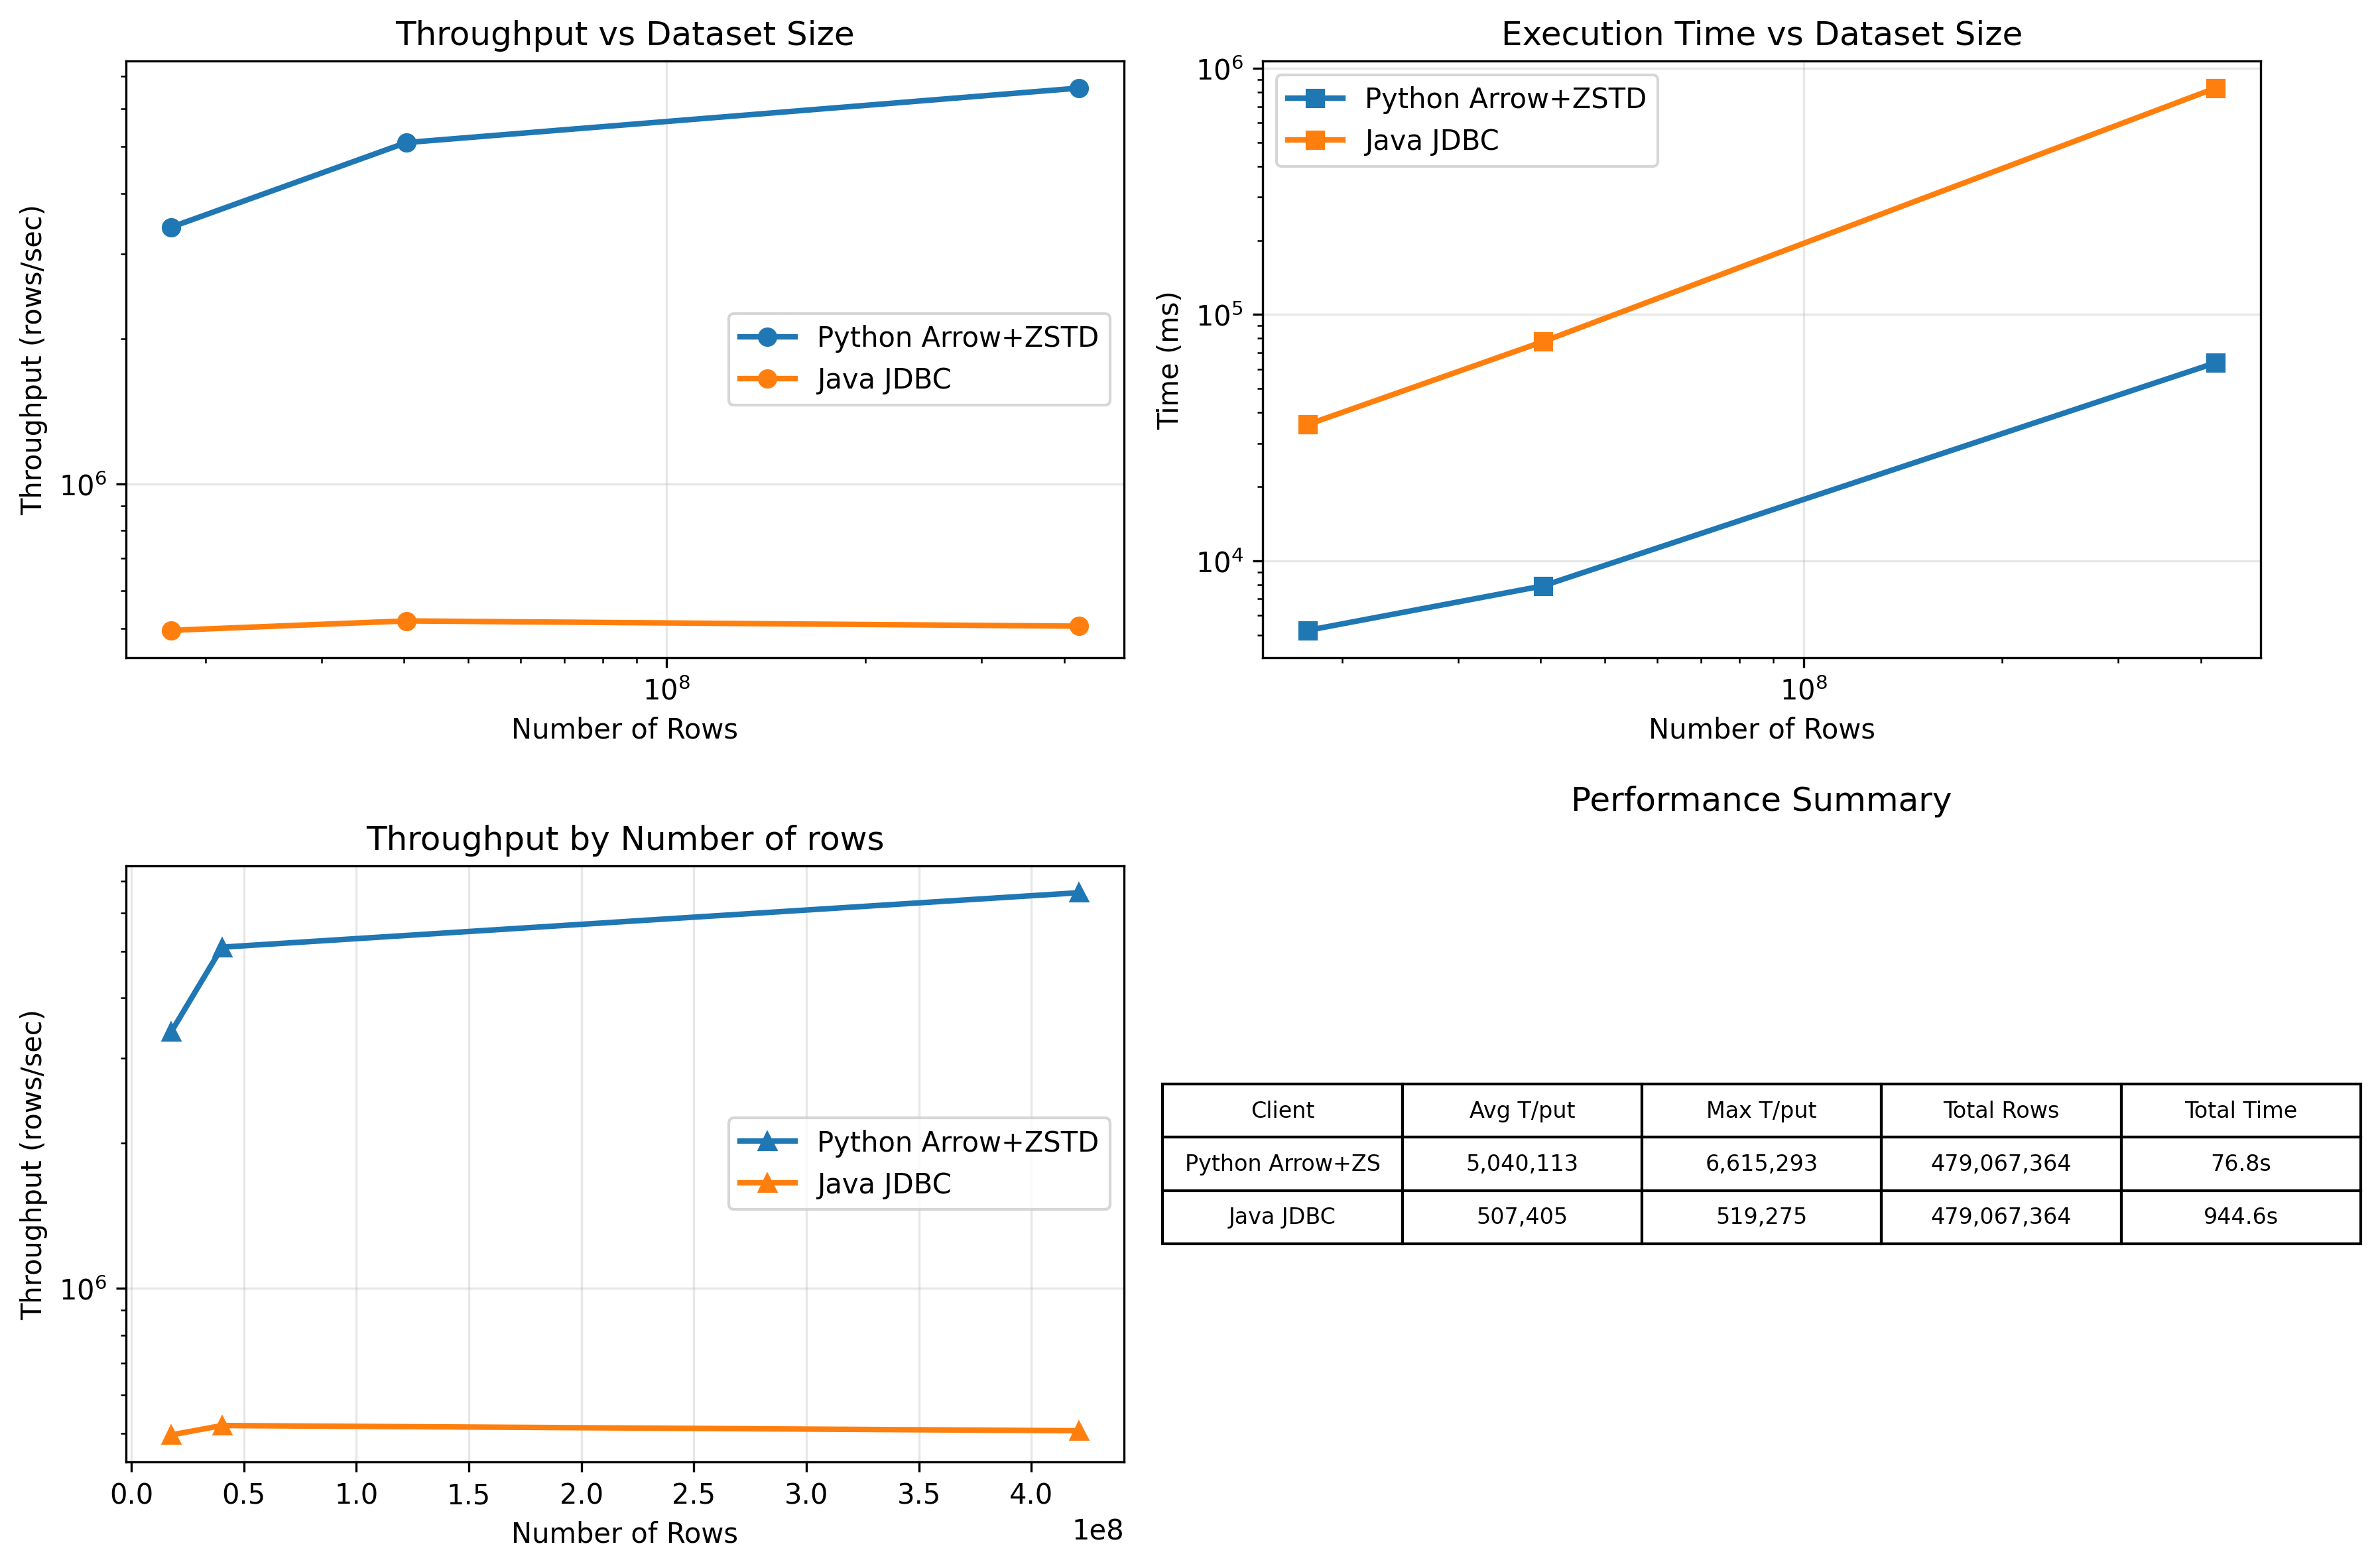 Throughput vs Dataset Size
Throughput (rows/sec)
10⁶
Python Arrow+ZSTD
Java JDBC
10⁸
Number of Rows
Execution Time vs Dataset Size
Time (ms)
10⁶
10⁵
10⁴
Python Arrow+ZSTD
Java JDBC
10⁸
Number of Rows
Throughput by Number of rows
Throughput (rows/sec)
10⁶
Python Arrow+ZSTD
Java JDBC
0.0 0.5 1.0 1.5 2.0 2.5 3.0 3.5 4.0
1e8
Number of Rows
Performance Summary
Client Avg T/put Max T/put Total Rows Total Time
Python Arrow+ZS 5,040,113 6,615,293 479,067,364 76.8s
Java JDBC 507,405 519,275 479,067,364 944.6s